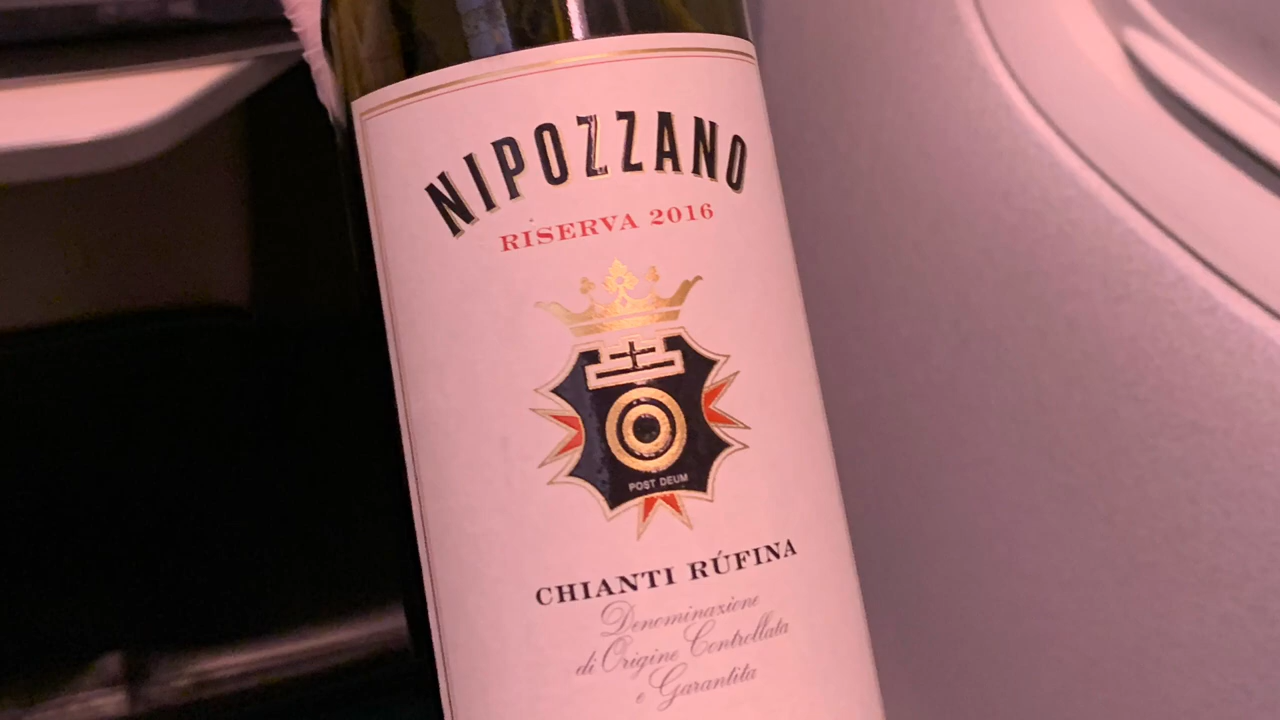 NIPOZZANO
RISERVA 2016
POST DEUM
CHIANTI RÚFINA
Denominazione
di Origine Controllata
e Garantita